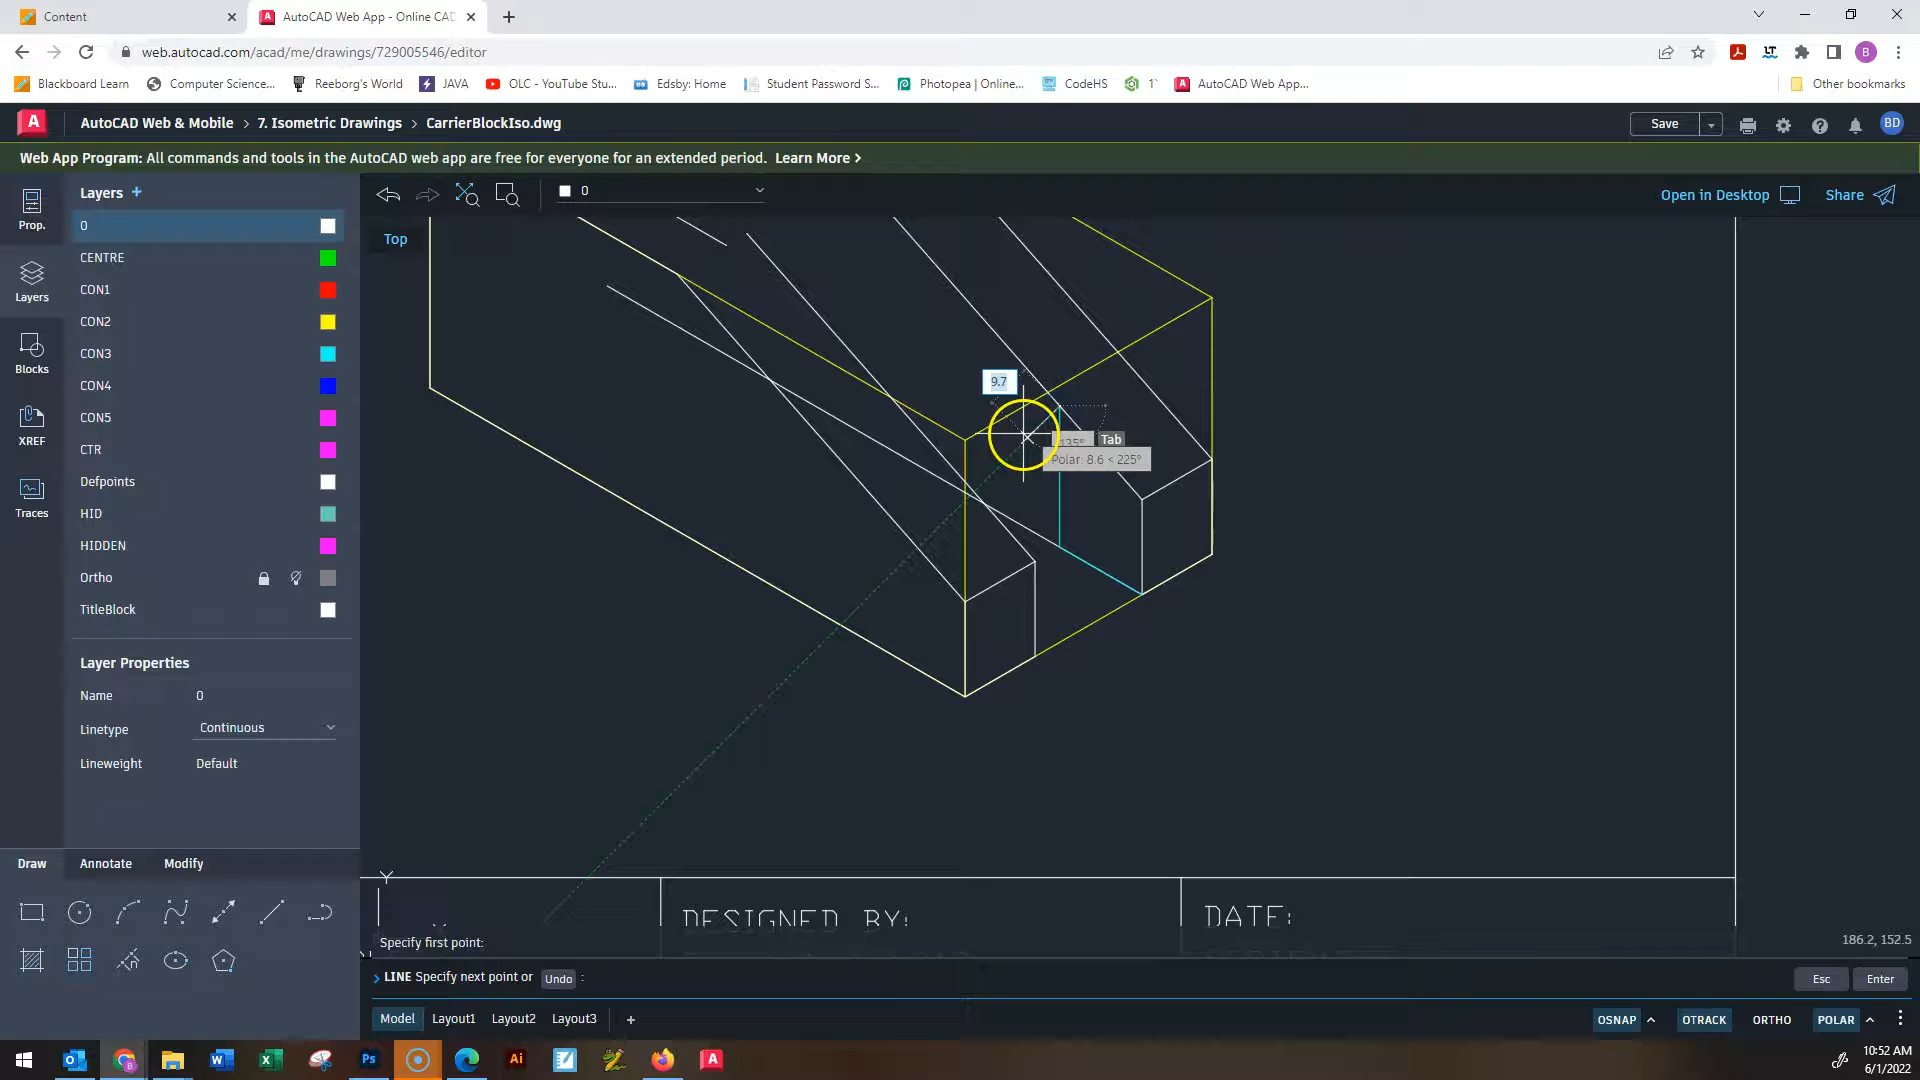 Content
AutoCAD Web App - Online CAD
web.autocad.com/acad/me/drawings/729005546/editor
B
Blackboard Learn
Computer Science...
Reeborg's World
JAVA
OLC - YouTube Stu...
Edsby: Home
Student Password S...
Photopea | Online...
CodeHS
1`
AutoCAD Web App...
Other bookmarks
AutoCAD Web & Mobile > 7. Isometric Drawings > CarrierBlockIso.dwg
Save
BD
Web App Program: All commands and tools in the AutoCAD web app are free for everyone for an extended period. Learn More >
Prop.
Layers
Blocks
XREF
Traces
Layers +
0
CENTRE
CON1
CON2
CON3
CON4
CON5
CTR
Defpoints
HID
HIDDEN
Ortho
TitleBlock
Layer Properties
Name 0
Linetype Continuous
Lineweight Default
Draw Annotate Modify
0
Open in Desktop
Share
Top
9.7
135°
Tab
Polar: 8.6 < 225°
DESIGNED BY:
DATE:
Specify first point:
186.2, 152.5
LINE Specify next point or Undo :
Esc
Enter
Model
Layout1
Layout2
Layout3
+
OSNAP
OTRACK
ORTHO
POLAR
10:52 AM
6/1/2022